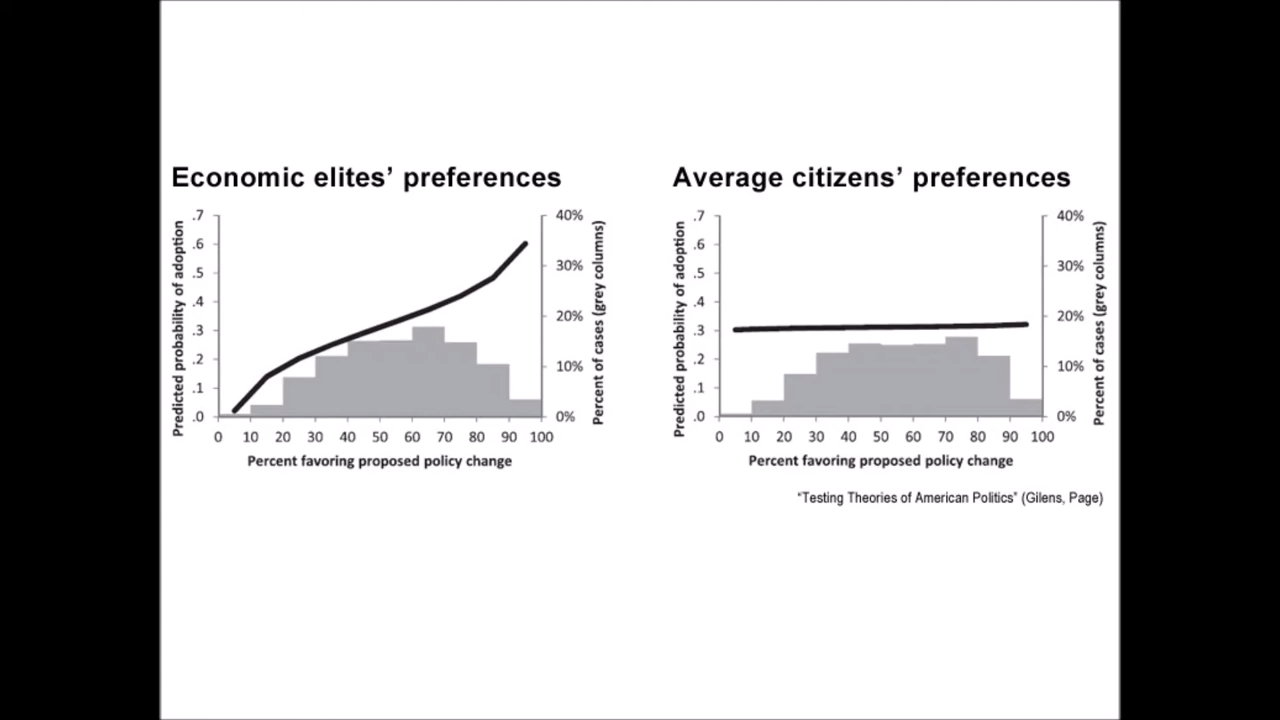 Economic elites’ preferences
Predicted probability of adoption
.7
.6
.5
.4
.3
.2
.1
.0
40%
30%
20%
10%
0%
Percent of cases (grey columns)
0 10 20 30 40 50 60 70 80 90 100
Percent favoring proposed policy change
Average citizens’ preferences
Predicted probability of adoption
.7
.6
.5
.4
.3
.2
.1
.0
40%
30%
20%
10%
0%
Percent of cases (grey columns)
0 10 20 30 40 50 60 70 80 90 100
Percent favoring proposed policy change
“Testing Theories of American Politics” (Gilens, Page)